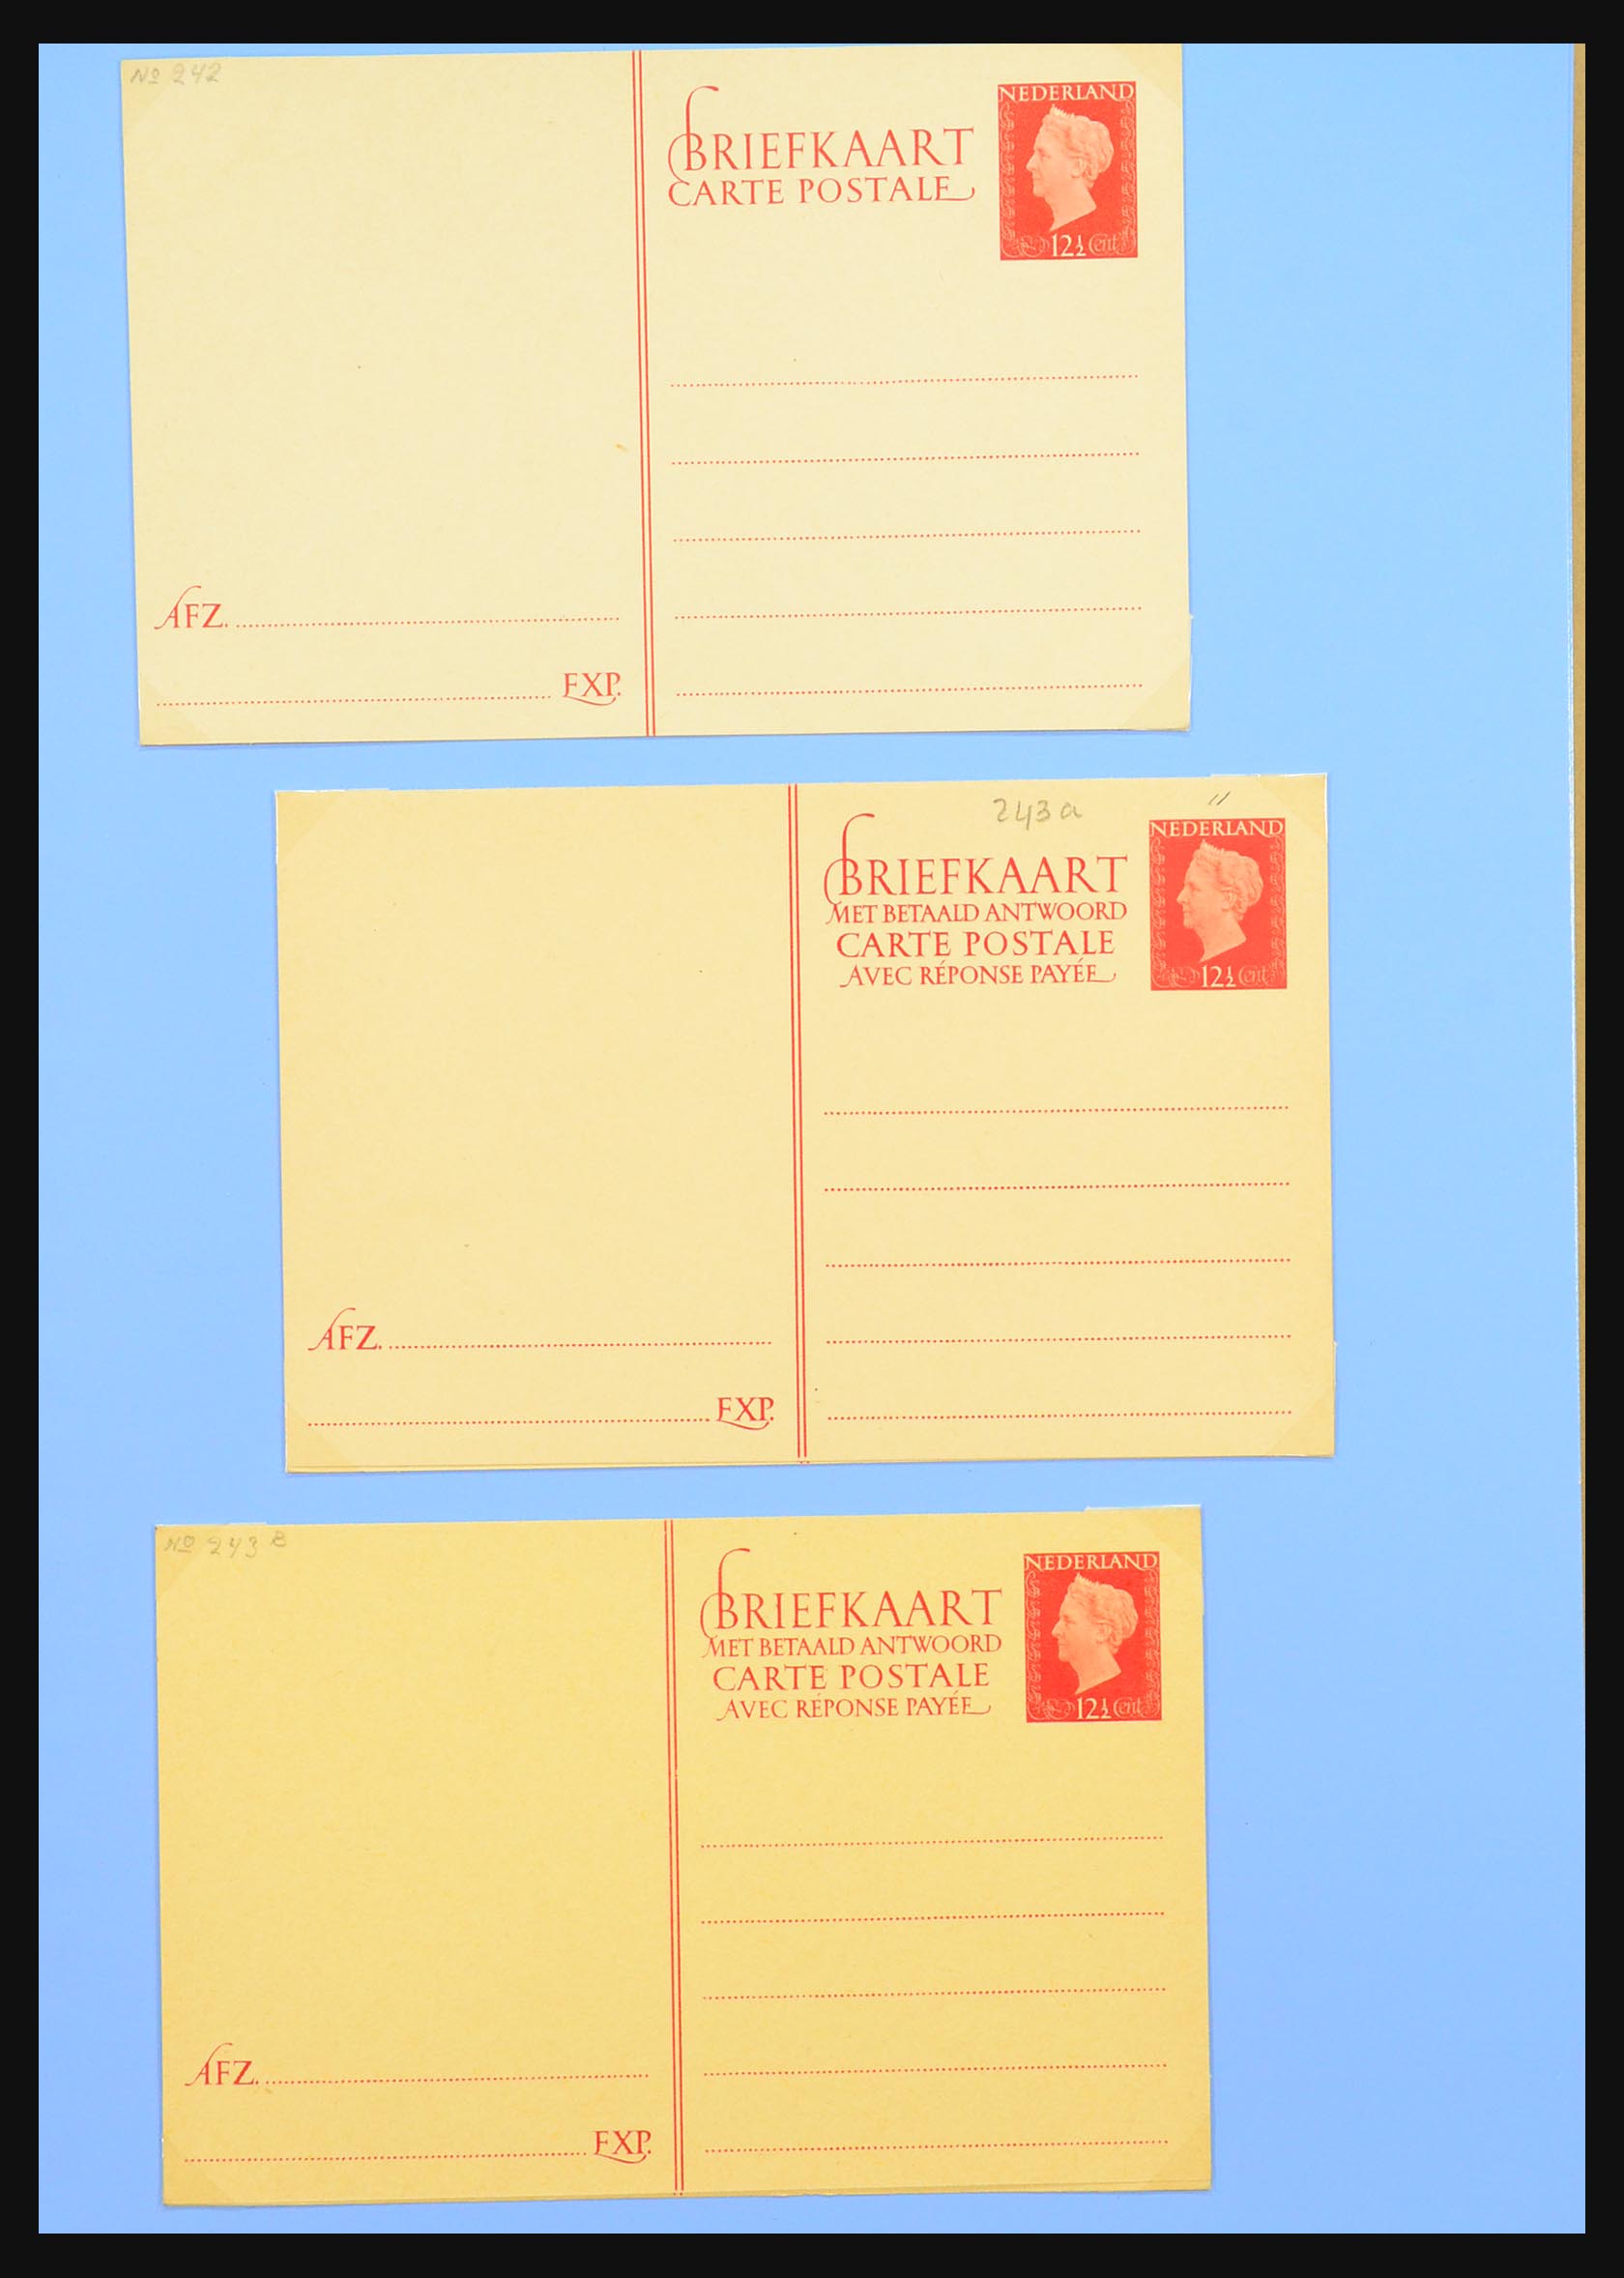 No 242
NEDERLAND
BRIEFKAART
CARTE POSTALE
12½ Cent
AFZ.
EXP.
243a
NEDERLAND
BRIEFKAART
MET BETAALD ANTWOORD
CARTE POSTALE
AVEC RÉPONSE PAYÉE
12½ Cent
AFZ.
EXP.
No 243 B
NEDERLAND
BRIEFKAART
MET BETAALD ANTWOORD
CARTE POSTALE
AVEC RÉPONSE PAYÉE
12½ Cent
AFZ.
EXP.